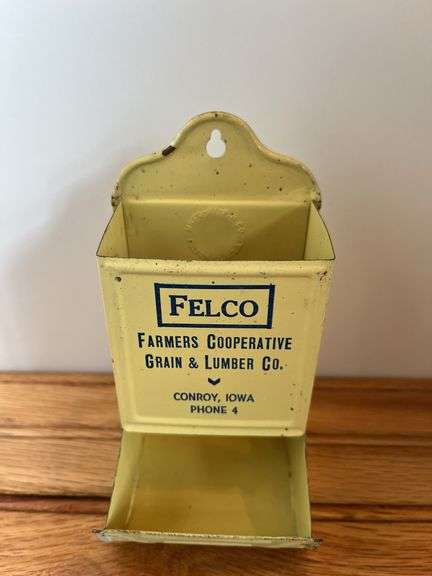 FELCO
FARMERS COOPERATIVE
GRAIN & LUMBER CO.
CONROY, IOWA
PHONE 4